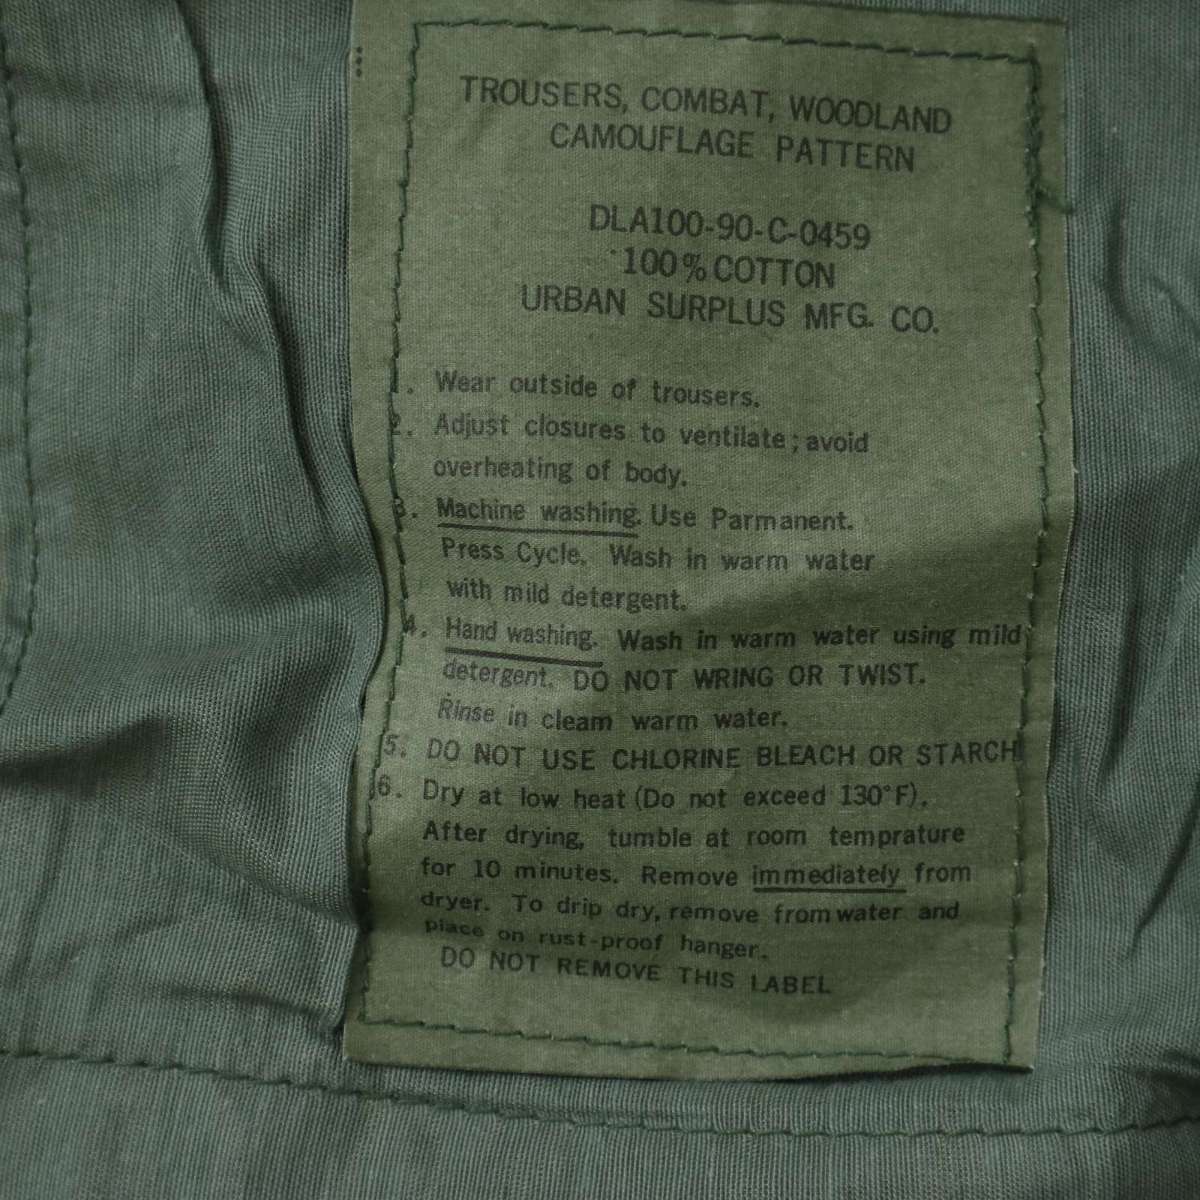 TROUSERS, COMBAT, WOODLAND
CAMOUFLAGE PATTERN
DLA100-90-C-0459
100% COTTON
URBAN SURPLUS MFG. CO.
1. Wear outside of trousers.
2. Adjust closures to ventilate; avoid
overheating of body.
3. Machine washing. Use Parmanent.
Press Cycle. Wash in warm water
with mild detergent.
4. Hand washing. Wash in warm water using mild
detergent. DO NOT WRING OR TWIST.
Rinse in cleam warm water.
5. DO NOT USE CHLORINE BLEACH OR STARCH
6. Dry at low heat (Do not exceed 130°F).
After drying, tumble at room temprature
for 10 minutes. Remove immediately from
dryer. To drip dry, remove from water and
place on rust-proof hanger.
DO NOT REMOVE THIS LABEL